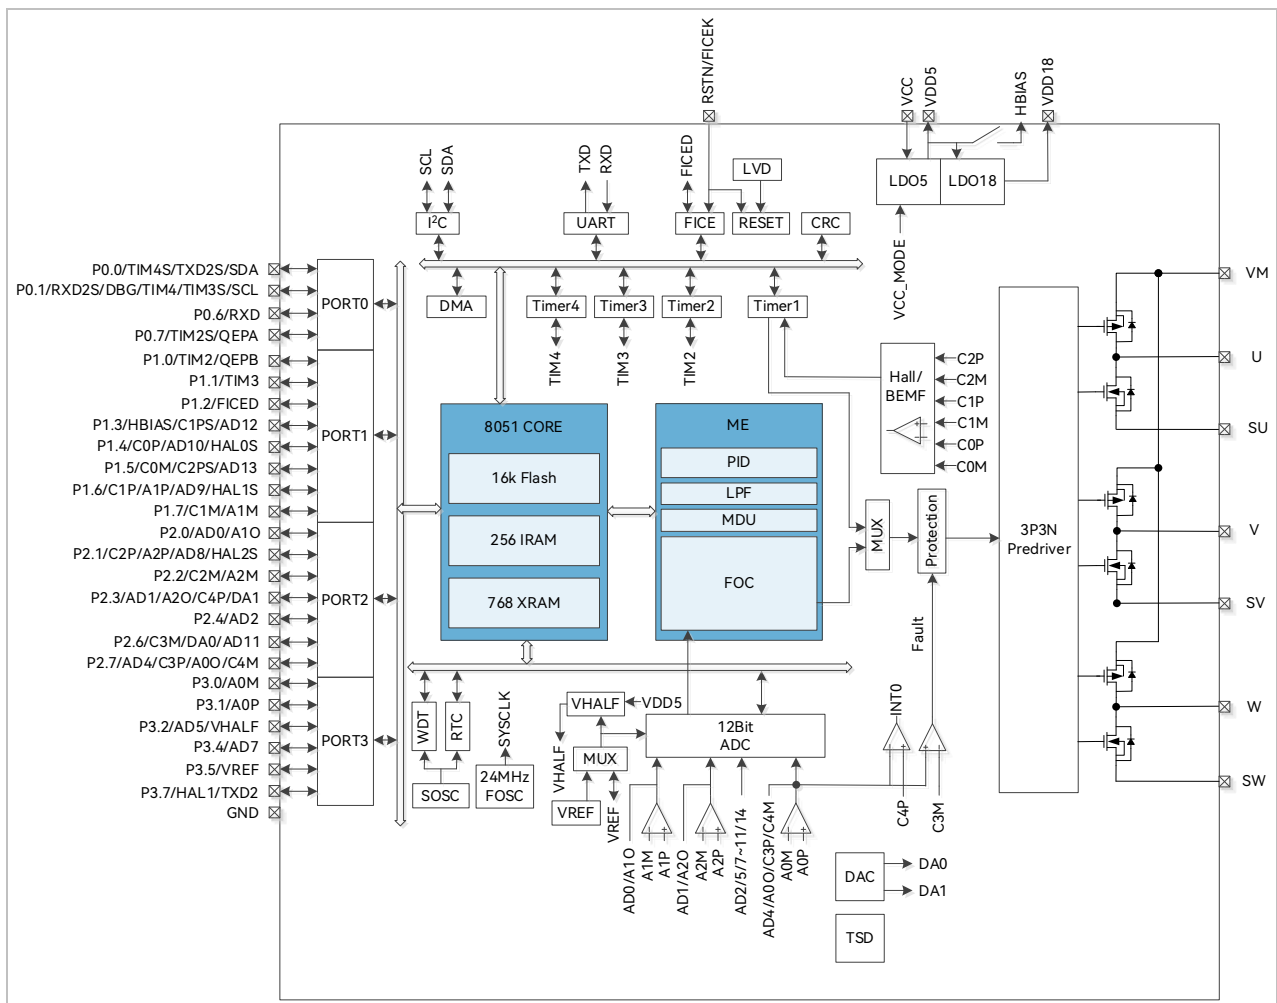 RSTN/FICEK
VCC
VDD5
HBIAS
VDD18
SCL
SDA
TXD
RXD
FICED
LVD
LDO5
LDO18
I²C
UART
FICE
RESET
CRC
VCC_MODE
DMA
Timer4
Timer3
Timer2
Timer1
TIM4
TIM3
TIM2
P0.0/TIM4S/TXD2S/SDA
P0.1/RXD2S/DBG/TIM4/TIM3S/SCL
P0.6/RXD
P0.7/TIM2S/QEPA
P1.0/TIM2/QEPB
P1.1/TIM3
P1.2/FICED
P1.3/HBIAS/C1PS/AD12
P1.4/C0P/AD10/HAL0S
P1.5/C0M/C2PS/AD13
P1.6/C1P/A1P/AD9/HAL1S
P1.7/C1M/A1M
P2.0/AD0/A1O
P2.1/C2P/A2P/AD8/HAL2S
P2.2/C2M/A2M
P2.3/AD1/A2O/C4P/DA1
P2.4/AD2
P2.6/C3M/DA0/AD11
P2.7/AD4/C3P/A0O/C4M
P3.0/A0M
P3.1/A0P
P3.2/AD5/VHALF
P3.4/AD7
P3.5/VREF
P3.7/HAL1/TXD2
GND
PORT0
PORT1
PORT2
PORT3
8051 CORE
16k Flash
256 IRAM
768 XRAM
ME
PID
LPF
MDU
FOC
Hall/
BEMF
C2P
C2M
C1P
C1M
C0P
C0M
MUX
Protection
Fault
3P3N
Predriver
VM
U
SU
V
SV
W
SW
WDT
RTC
SOSC
SYSCLK
24MHz
FOSC
VHALF
VDD5
VHALF
MUX
VREF
VREF
12Bit
ADC
INT0
C4P
C3M
AD0/A1O
A1M
A1P
AD1/A2O
A2M
A2P
AD2/5/7~11/14
AD4/A0O/C3P/C4M
A0M
A0P
DAC
DA0
DA1
TSD